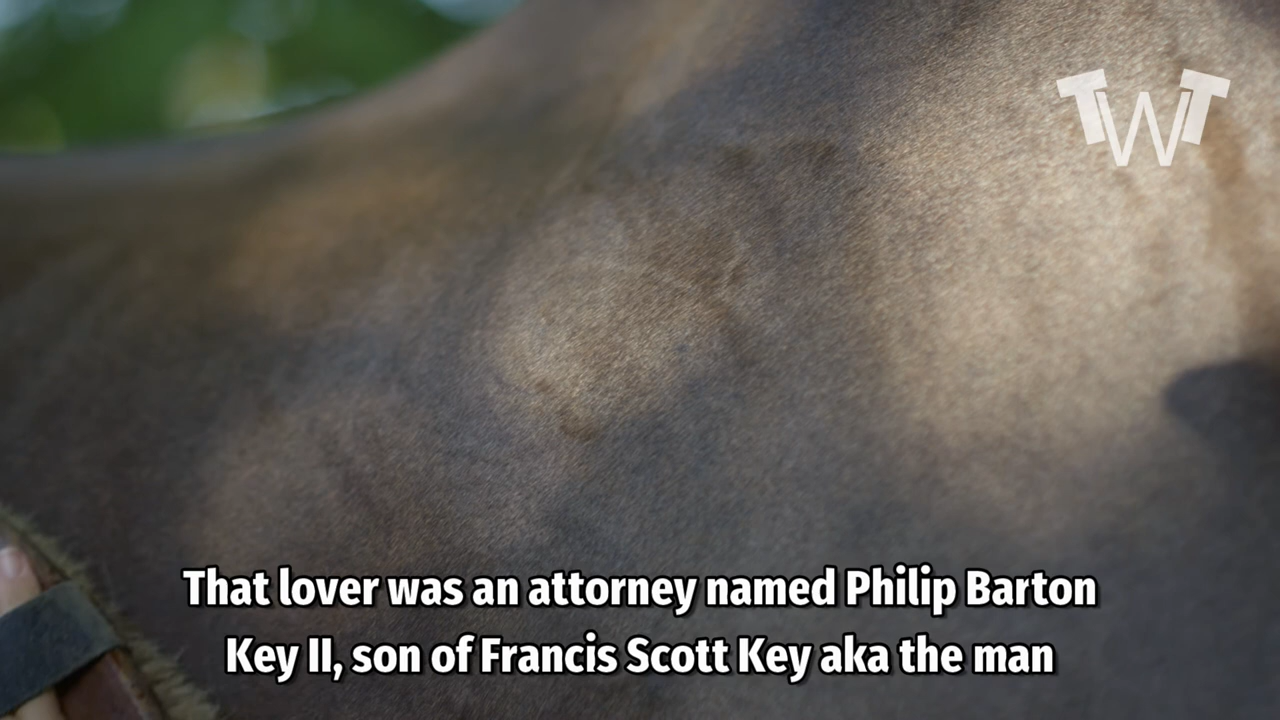 TWT
That lover was an attorney named Philip Barton
Key II, son of Francis Scott Key aka the man